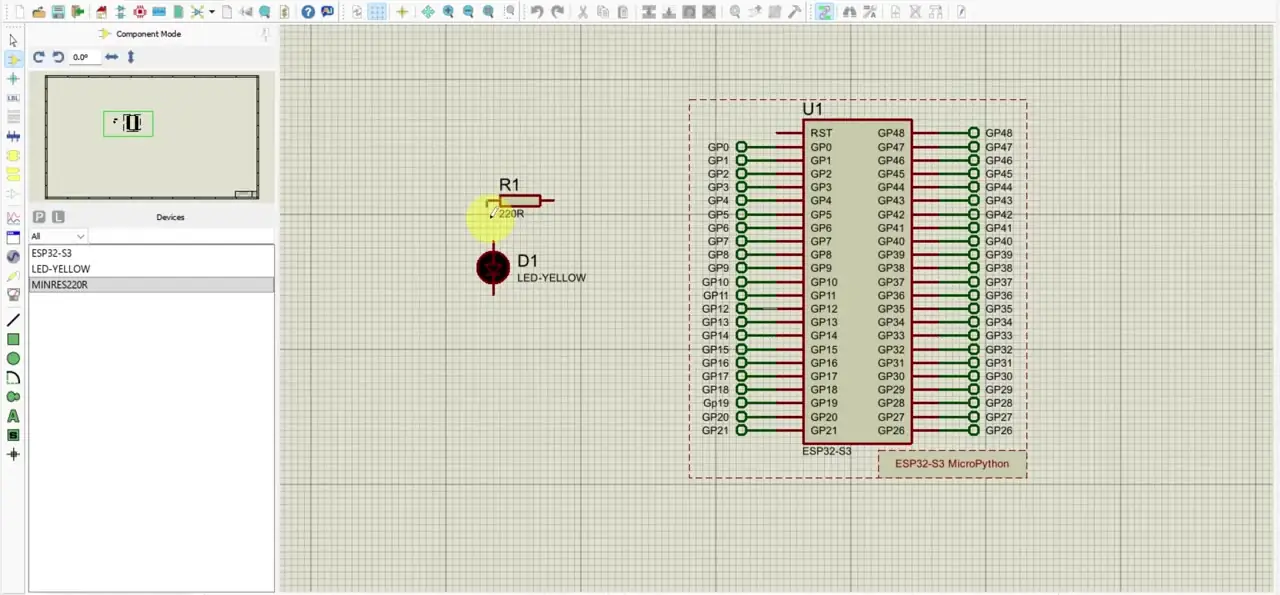 Component Mode
0.0º
LBL
P L Devices
All
ESP32-S3
LED-YELLOW
MINRES220R
A
S
R1
220R
D1
LED-YELLOW
U1
RST GP48 GP48
GP0 GP0 GP47 GP47
GP1 GP1 GP46 GP46
GP2 GP2 GP45 GP45
GP3 GP3 GP44 GP44
GP4 GP4 GP43 GP43
GP5 GP5 GP42 GP42
GP6 GP6 GP41 GP41
GP7 GP7 GP40 GP40
GP8 GP8 GP39 GP39
GP9 GP9 GP38 GP38
GP10 GP10 GP37 GP37
GP11 GP11 GP36 GP36
GP12 GP12 GP35 GP35
GP13 GP13 GP34 GP34
GP14 GP14 GP33 GP33
GP15 GP15 GP32 GP32
GP16 GP16 GP31 GP31
GP17 GP17 GP30 GP30
GP18 GP18 GP29 GP29
Gp19 GP19 GP28 GP28
GP20 GP20 GP27 GP27
GP21 GP21 GP26 GP26
ESP32-S3
ESP32-S3 MicroPython